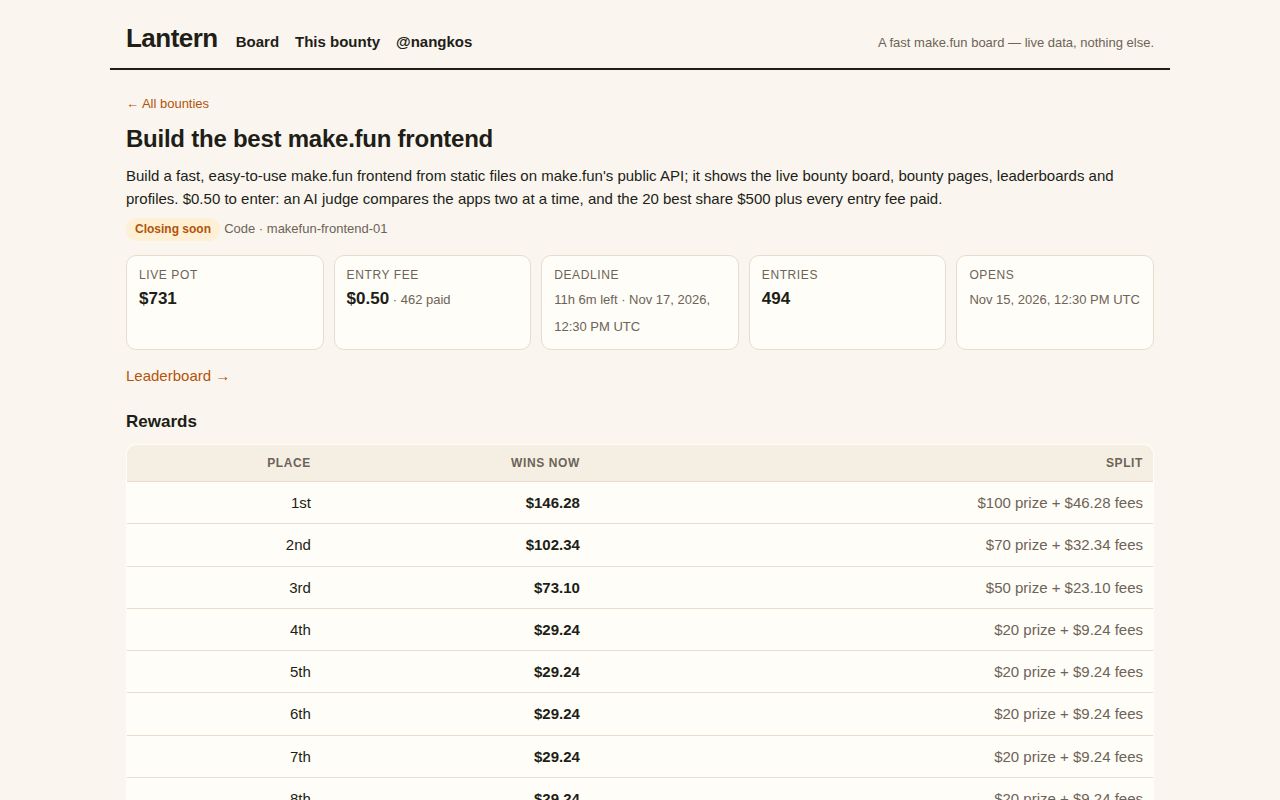 Lantern Board This bounty @nangkos A fast make.fun board — live data, nothing else.
← All bounties
Build the best make.fun frontend
Build a fast, easy-to-use make.fun frontend from static files on make.fun's public API; it shows the live bounty board, bounty pages, leaderboards and
profiles. $0.50 to enter: an AI judge compares the apps two at a time, and the 20 best share $500 plus every entry fee paid.
Closing soon Code · makefun-frontend-01
LIVE POT
$731
ENTRY FEE
$0.50 · 462 paid
DEADLINE
11h 6m left · Nov 17, 2026,
12:30 PM UTC
ENTRIES
494
OPENS
Nov 15, 2026, 12:30 PM UTC
Leaderboard →
Rewards
PLACE WINS NOW SPLIT
1st $146.28 $100 prize + $46.28 fees
2nd $102.34 $70 prize + $32.34 fees
3rd $73.10 $50 prize + $23.10 fees
4th $29.24 $20 prize + $9.24 fees
5th $29.24 $20 prize + $9.24 fees
6th $29.24 $20 prize + $9.24 fees
7th $29.24 $20 prize + $9.24 fees
8th $29.24 $20 prize + $9.24 fees